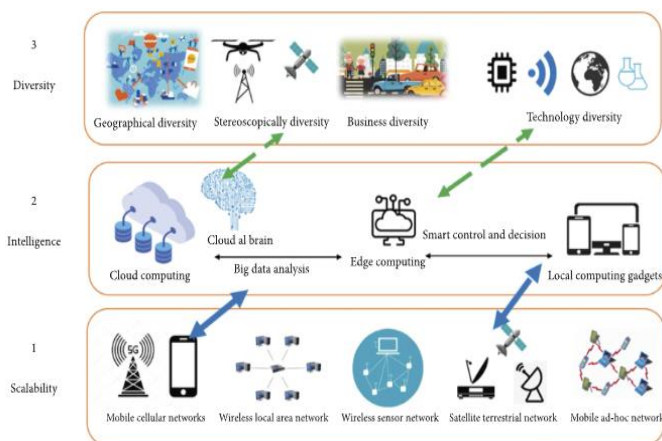 3
Diversity
Geographical diversity
Stereoscopically diversity
Business diversity
Technology diversity
2
Intelligence
Cloud computing
Cloud al brain
Big data analysis
Edge computing
Smart control and decision
Local computing gadgets
1
Scalability
5G
Mobile cellular networks
Wireless local area network
Wireless sensor network
Satellite terrestrial network
Mobile ad-hoc network